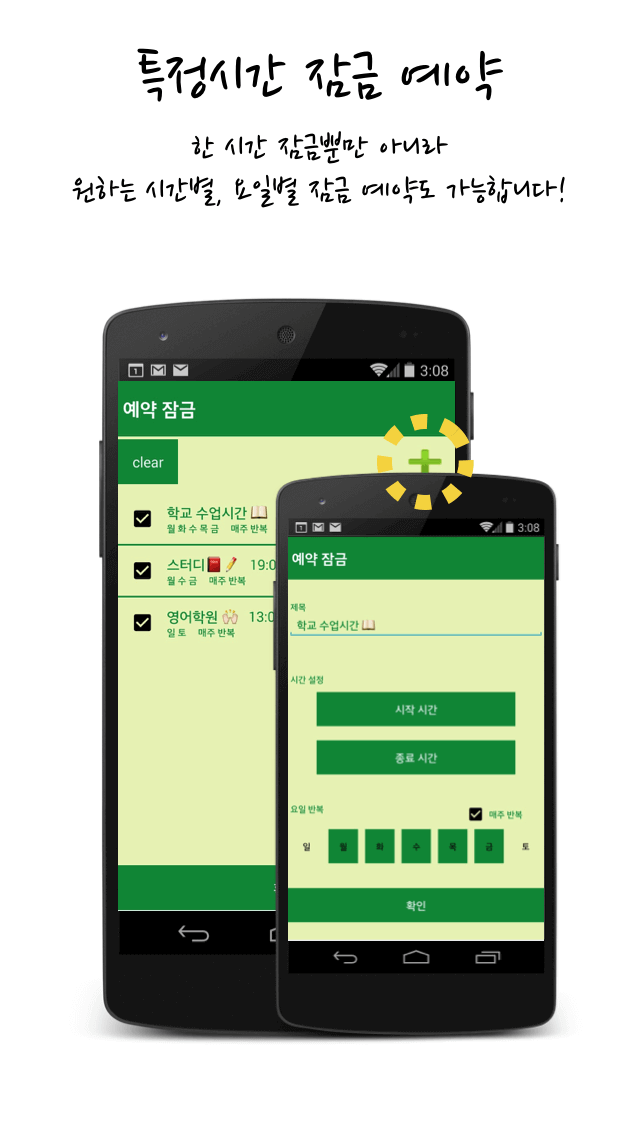 특정시간 잠금 예약
한 시간 잠금뿐만 아니라
원하는 시간별, 요일별 잠금 예약도 가능합니다!
1 3:08
예약 잠금
clear
학교 수업시간
월 화 수 목 금 매주 반복
스터디 19:0
월 수 금 매주 반복
영어학원 13:0
일 토 매주 반복
1 3:08
예약 잠금
제목
학교 수업시간
시간 설정
시작 시간
종료 시간
요일 반복 매주 반복
일 월 화 수 목 금 토
확인